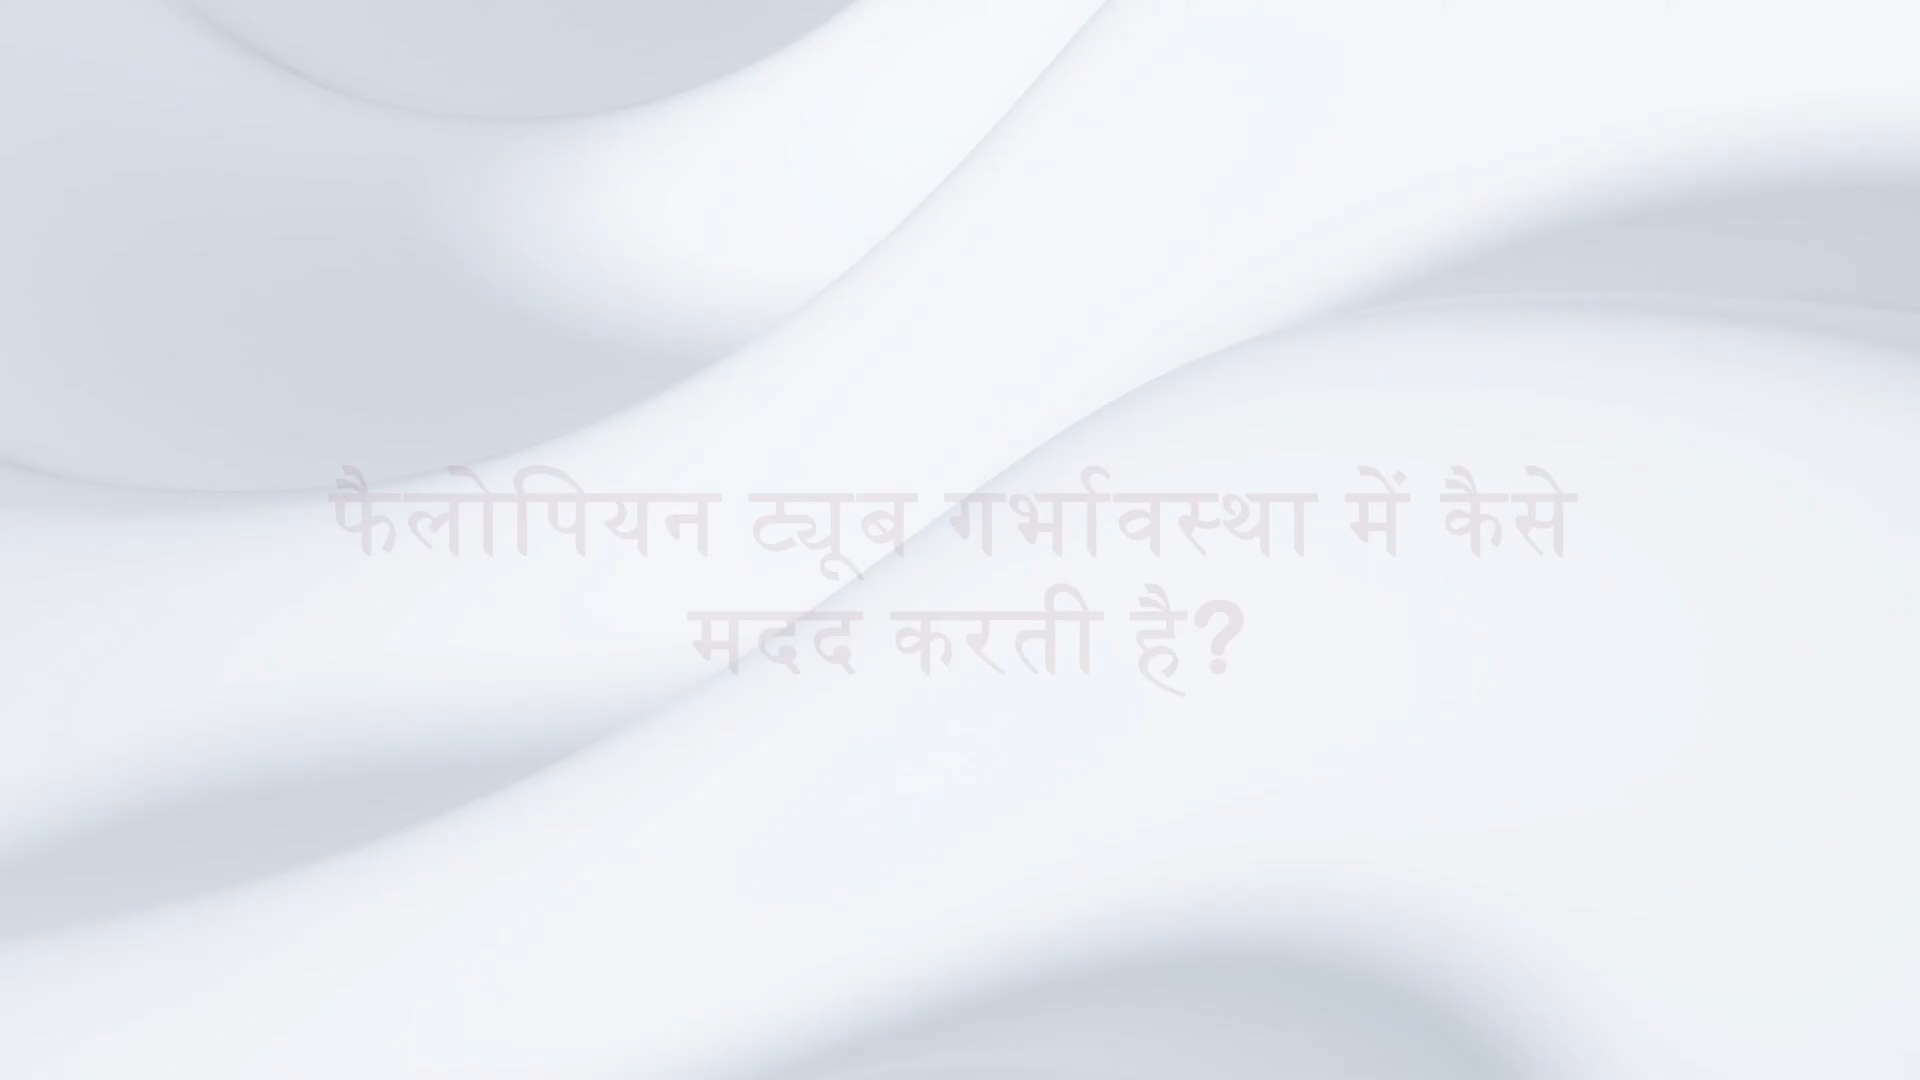 फैलोपियन ट्यूब गर्भावस्था में कैसे
मदद करती है?